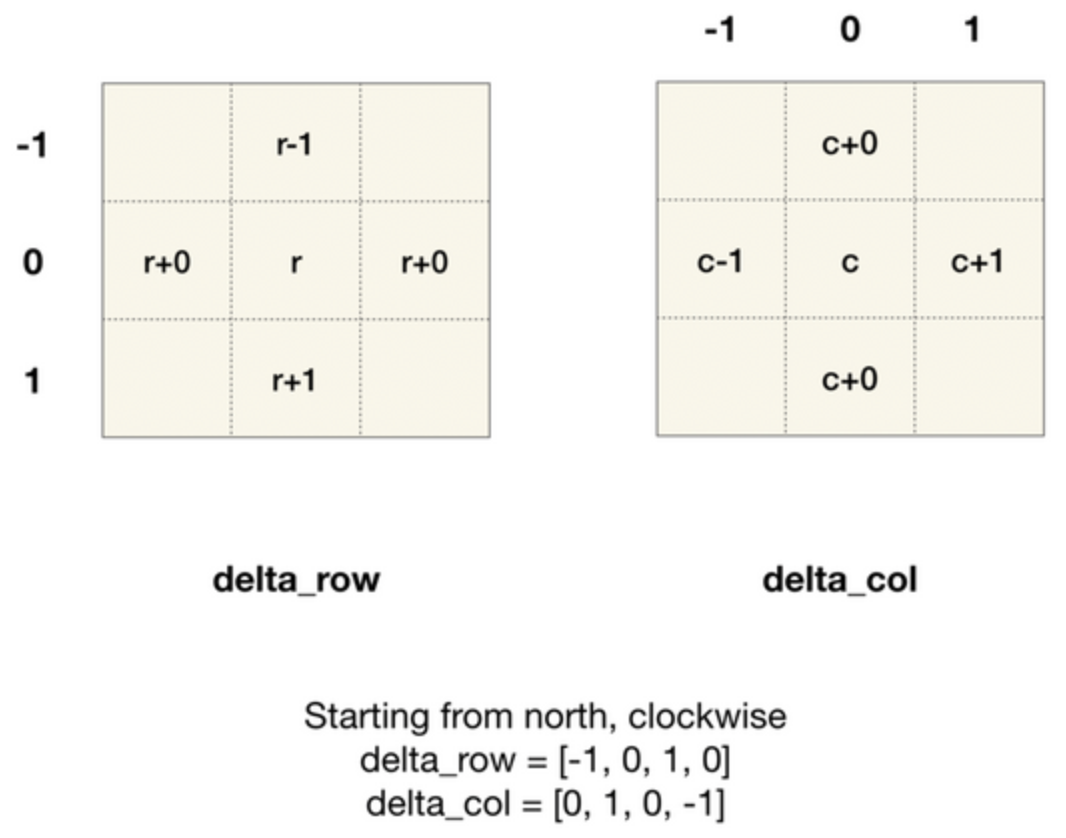 -1 0 1
-1 r-1 c+0
0 r+0 r r+0 c-1 c c+1
1 r+1 c+0
delta_row delta_col
Starting from north, clockwise
delta_row = [-1, 0, 1, 0]
delta_col = [0, 1, 0, -1]